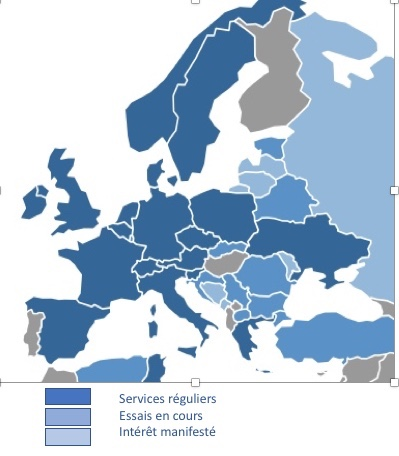 Services réguliers
Essais en cours
Intérêt manifesté